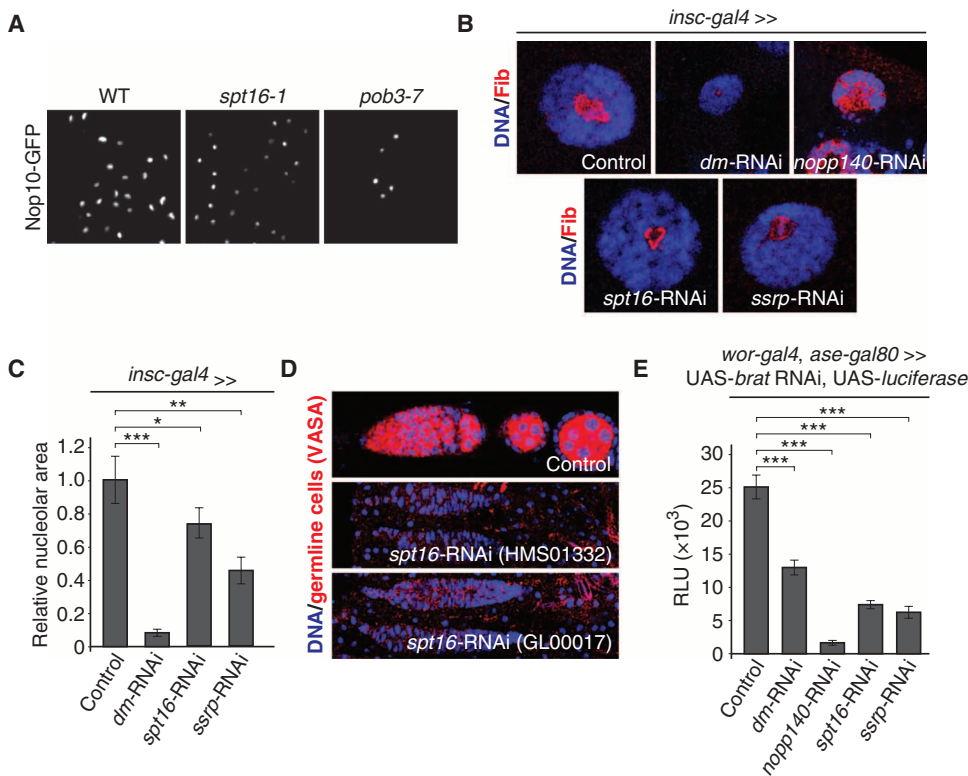 A
WT
spt16-1
pob3-7
Nop10-GFP
B
insc-gal4 >>
DNA/Fib
Control
dm-RNAi
nopp140-RNAi
DNA/Fib
spt16-RNAi
ssrp-RNAi
C
insc-gal4 >>
**
*
***
Relative nucleolar area
1.2
1.0
0.8
0.6
0.4
0.2
0
Control
dm-RNAi
spt16-RNAi
ssrp-RNAi
D
DNA/germline cells (VASA)
Control
spt16-RNAi (HMS01332)
spt16-RNAi (GL00017)
E
wor-gal4, ase-gal80 >>
UAS-brat RNAi, UAS-luciferase
***
***
***
***
RLU (×10³)
25
20
15
10
5
0
Control
dm-RNAi
nopp140-RNAi
spt16-RNAi
ssrp-RNAi